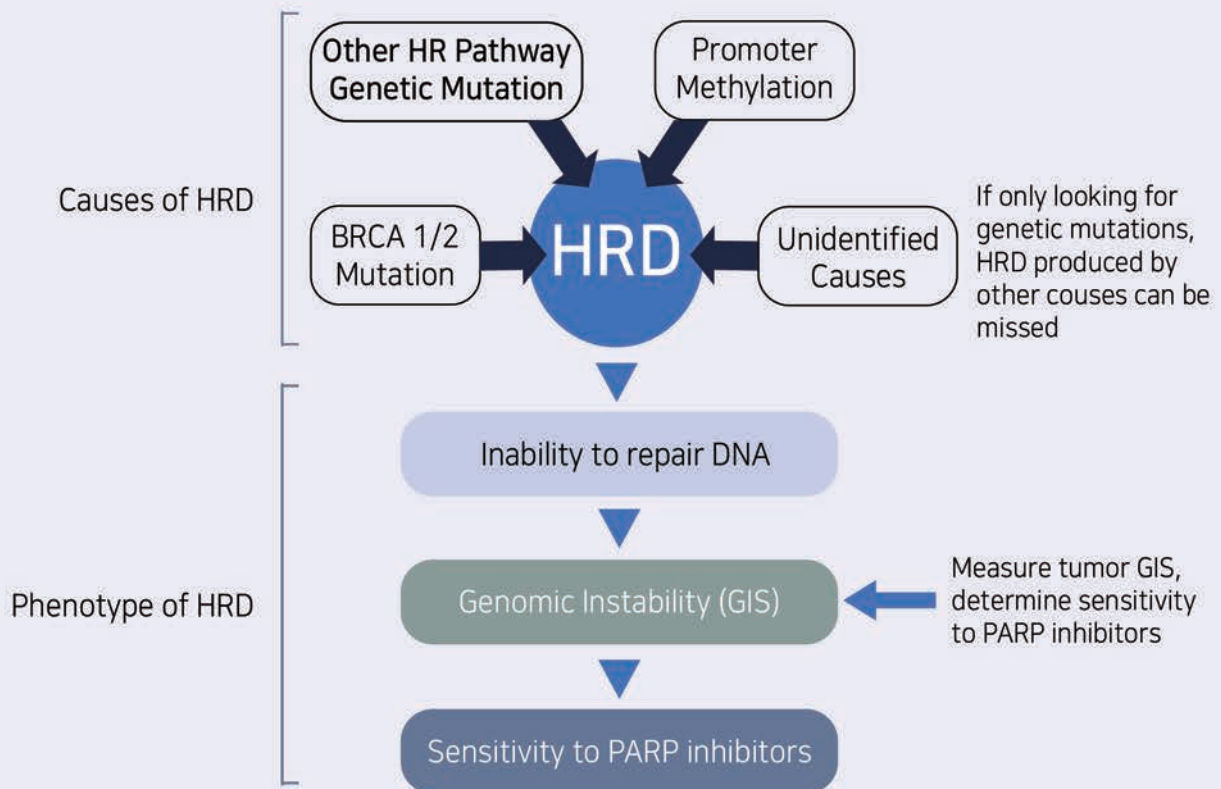 Other HR Pathway
Genetic Mutation
Promoter
Methylation
Causes of HRD
BRCA 1/2
Mutation
HRD
Unidentified
Causes
If only looking for
genetic mutations,
HRD produced by
other couses can be
missed
Inability to repair DNA
Phenotype of HRD
Genomic Instability (GIS)
Measure tumor GIS,
determine sensitivity
to PARP inhibitors
Sensitivity to PARP inhibitors